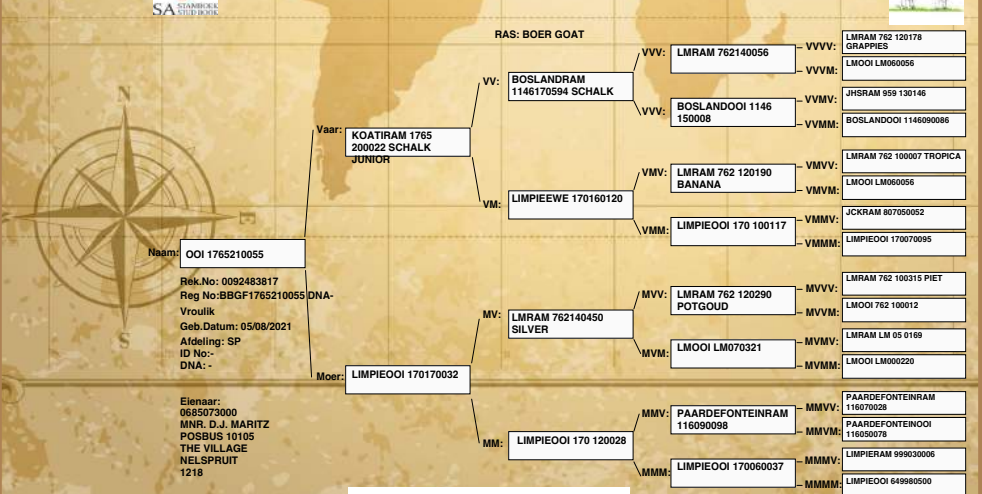 SA STAMBOEK
STUD BOOK
RAS: BOER GOAT
N
E
S
Naam: OOI 1765210055
Rek.No: 0092483817
Reg No:BBGF1765210055 DNA-
Vroulik
Geb.Datum: 05/08/2021
Afdeling: SP
ID No:-
DNA: -
Eienaar:
0685073000
MNR. D.J. MARITZ
POSBUS 10105
THE VILLAGE
NELSPRUIT
1218
Vaar: KOATIRAM 1765
200022 SCHALK
JUNIOR
Moer: LIMPIEOOI 170170032
VV: BOSLANDRAM
1146170594 SCHALK
VM: LIMPIEEWE 170160120
MV: LMRAM 762140450
SILVER
MM: LIMPIEOOI 170 120028
VVV: LMRAM 762140056
VVV: BOSLANDOOI 1146
150008
VMV: LMRAM 762 120190
BANANA
VMM: LIMPIEOOI 170 100117
MVV: LMRAM 762 120290
POTGOUD
MVM: LMOOI LM070321
MMV: PAARDEFONTEINRAM
116090098
MMM: LIMPIEOOI 170060037
VVVV: LMRAM 762 120178
GRAPPIES
VVVM: LMOOI LM060056
VVMV: JHSRAM 959 130146
VVMM: BOSLANDOOI 1146090086
VMVV: LMRAM 762 100007 TROPICA
VMVM: LMOOI LM060056
VMMV: JCKRAM 807050052
VMMM: LIMPIEOOI 170070095
MVVV: LMRAM 762 100315 PIET
MVVM: LMOOI 762 100012
MVMV: LMRAM LM 05 0169
MVMM: LMOOI LM000220
MMVV: PAARDEFONTEINRAM
116070028
MMVM: PAARDEFONTEINOOI
116050078
MMMV: LIMPIERAM 999030006
MMMM: LIMPIEOOI 649980500